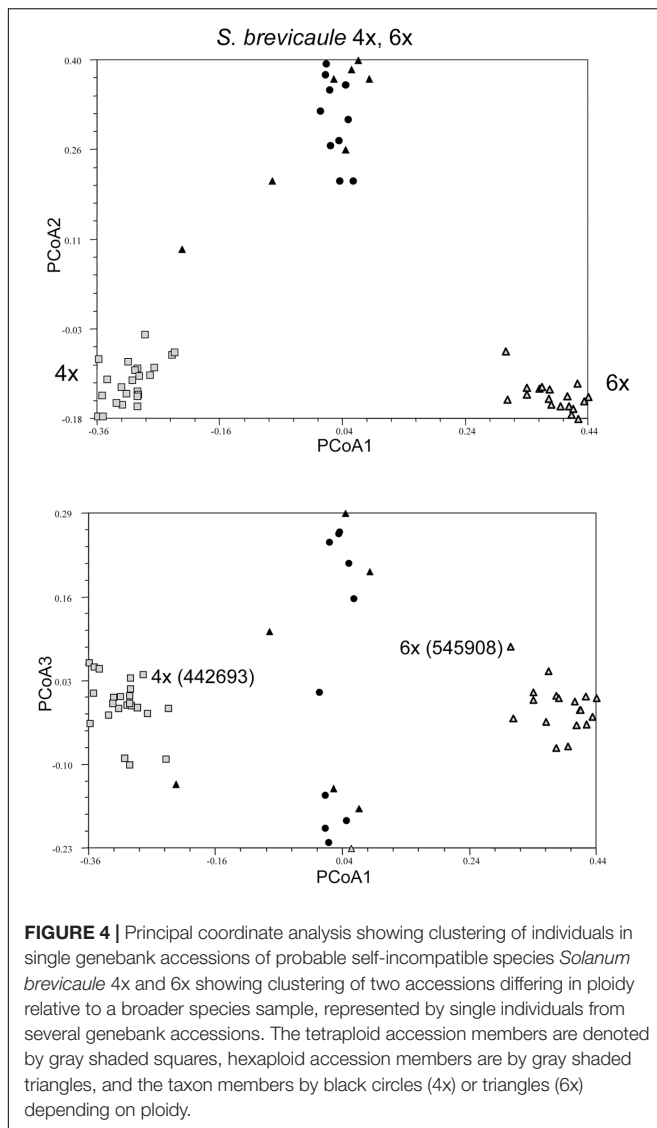 S. brevicaule 4x, 6x
0.40
0.26
PCoA2
0.11
-0.03
4x
6x
-0.18
-0.36
-0.16
0.04
0.24
0.44
PCoA1
0.29
0.16
6x (545908)
4x (442693)
PCoA3
0.03
-0.10
-0.23
-0.36
-0.16
0.04
0.24
0.44
PCoA1
FIGURE 4 | Principal coordinate analysis showing clustering of individuals in
single genebank accessions of probable self-incompatible species Solanum
brevicaule 4x and 6x showing clustering of two accessions differing in ploidy
relative to a broader species sample, represented by single individuals from
several genebank accessions. The tetraploid accession members are denoted
by gray shaded squares, hexaploid accession members are by gray shaded
triangles, and the taxon members by black circles (4x) or triangles (6x)
depending on ploidy.